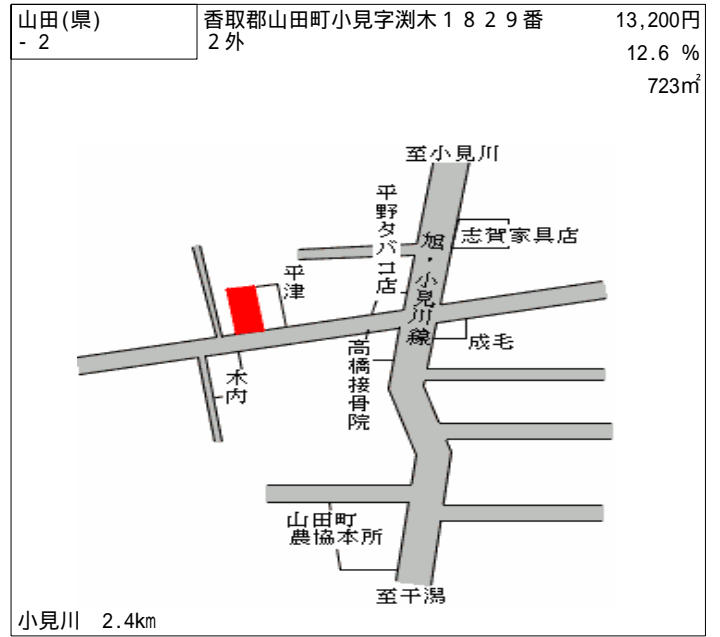 山田(県)
- 2
香取郡山田町小見字渕木1829番
2外
13,200円
12.6 %
723㎡
至小見川
平野タバコ店
旭・小見川線
志賀家具店
平津
成毛
高橋接骨院
木内
山田町
農協本所
至干潟
小見川 2.4km